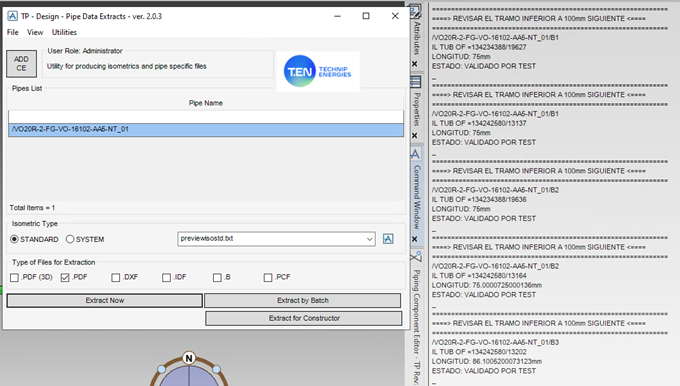 TP - Design - Pipe Data Extracts - ver. 2.0.3
File View Utilities
ADD CE
User Role: Administrator
Utility for producing isometrics and pipe specific files
T.EN TECHNIP ENERGIES
Pipes List
Pipe Name
/VO20R-2-FG-VO-16102-AA5-NT_01
Total Items = 1
Isometric Type
STANDARD SYSTEM previewisostd.txt
Type of Files for Extraction
.PDF (3D) .PDF .DXF .IDF .B .PCF
Extract Now Extract by Batch
Extract for Constructor
N
Attributes
Properties
Command Window
Piping Component Editor - TP Rev
====> REVISAR EL TRAMO INFERIOR A 100mm SIGUIENTE <====
/VO20R-2-FG-VO-16102-AA5-NT_01/B1
IL TUB OF =134234388/19627
LONGITUD: 75mm
ESTADO: VALIDADO POR TEST
====> REVISAR EL TRAMO INFERIOR A 100mm SIGUIENTE <====
/VO20R-2-FG-VO-16102-AA5-NT_01/B1
IL TUB OF =134242580/13137
LONGITUD: 75mm
ESTADO: VALIDADO POR TEST
====> REVISAR EL TRAMO INFERIOR A 100mm SIGUIENTE <====
/VO20R-2-FG-VO-16102-AA5-NT_01/B2
IL TUB OF =134234388/19636
LONGITUD: 75mm
ESTADO: VALIDADO POR TEST
====> REVISAR EL TRAMO INFERIOR A 100mm SIGUIENTE <====
/VO20R-2-FG-VO-16102-AA5-NT_01/B2
IL TUB OF =134242580/13164
LONGITUD: 75.0000725000136mm
ESTADO: VALIDADO POR TEST
====> REVISAR EL TRAMO INFERIOR A 100mm SIGUIENTE <====
/VO20R-2-FG-VO-16102-AA5-NT_01/B3
IL TUB OF =134242580/13202
LONGITUD: 86.1005200073123mm
ESTADO: VALIDADO POR TEST